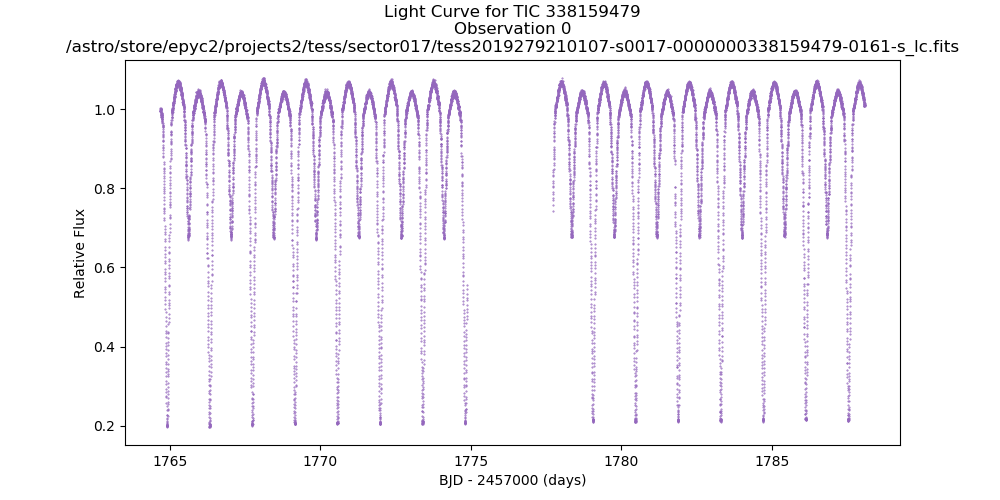 Light Curve for TIC 338159479
Observation 0
/astro/store/epyc2/projects2/tess/sector017/tess2019279210107-s0017-0000000338159479-0161-s_lc.fits
Relative Flux
1.0
0.8
0.6
0.4
0.2
1765
1770
1775
1780
1785
BJD - 2457000 (days)